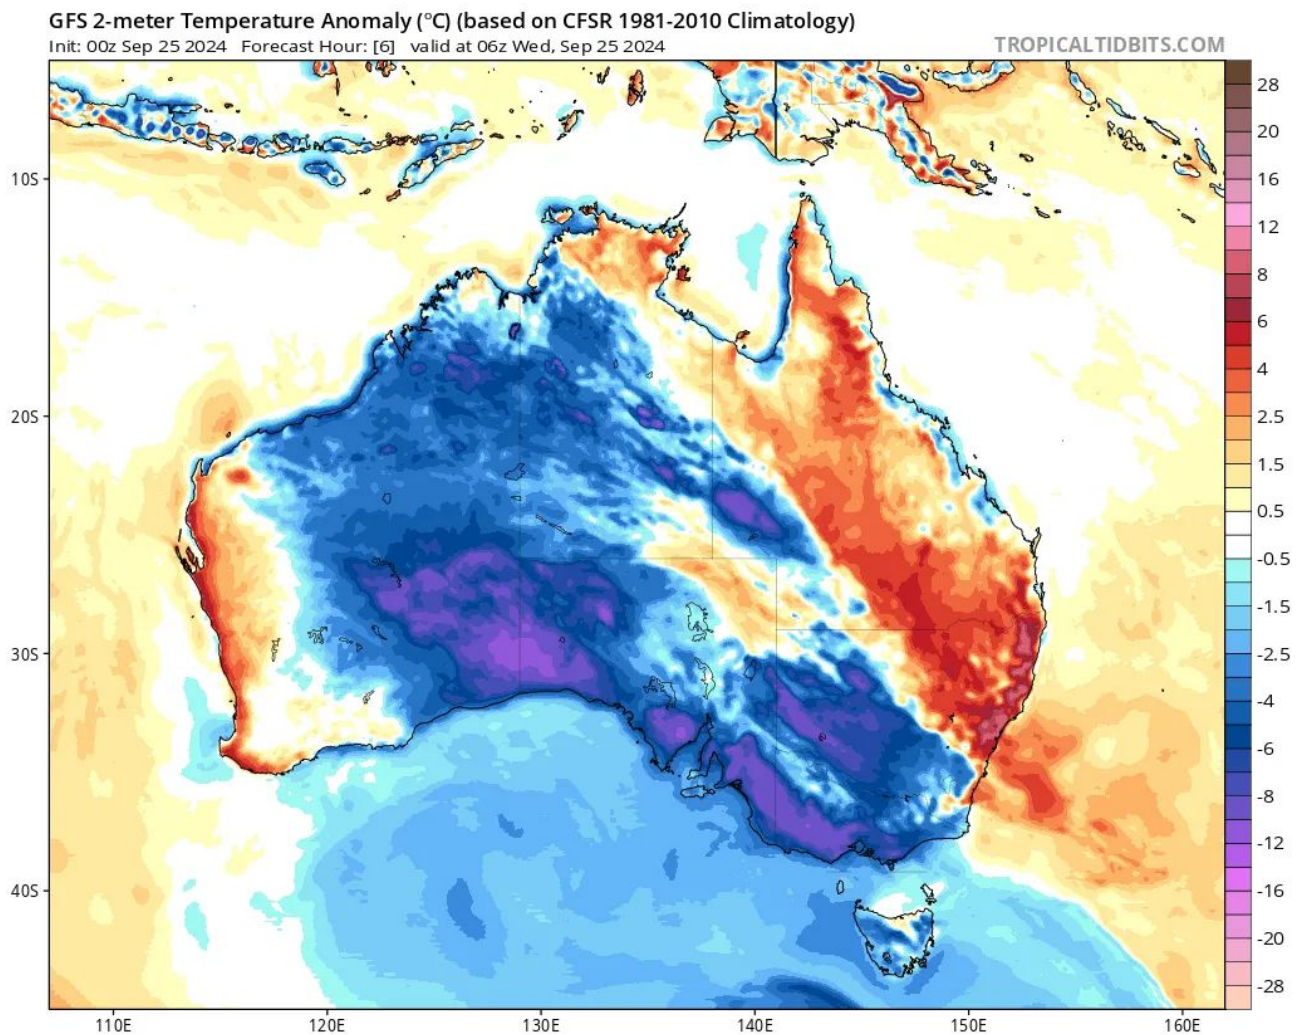 GFS 2-meter Temperature Anomaly (°C) (based on CFSR 1981-2010 Climatology)
Init: 00z Sep 25 2024 Forecast Hour: [6] valid at 06z Wed, Sep 25 2024 TROPICALTIDBITS.COM
28
20
16
12
8
6
4
2.5
1.5
0.5
-0.5
-1.5
-2.5
-4
-6
-8
-12
-16
-20
-28
10S
20S
30S
40S
110E 120E 130E 140E 150E 160E